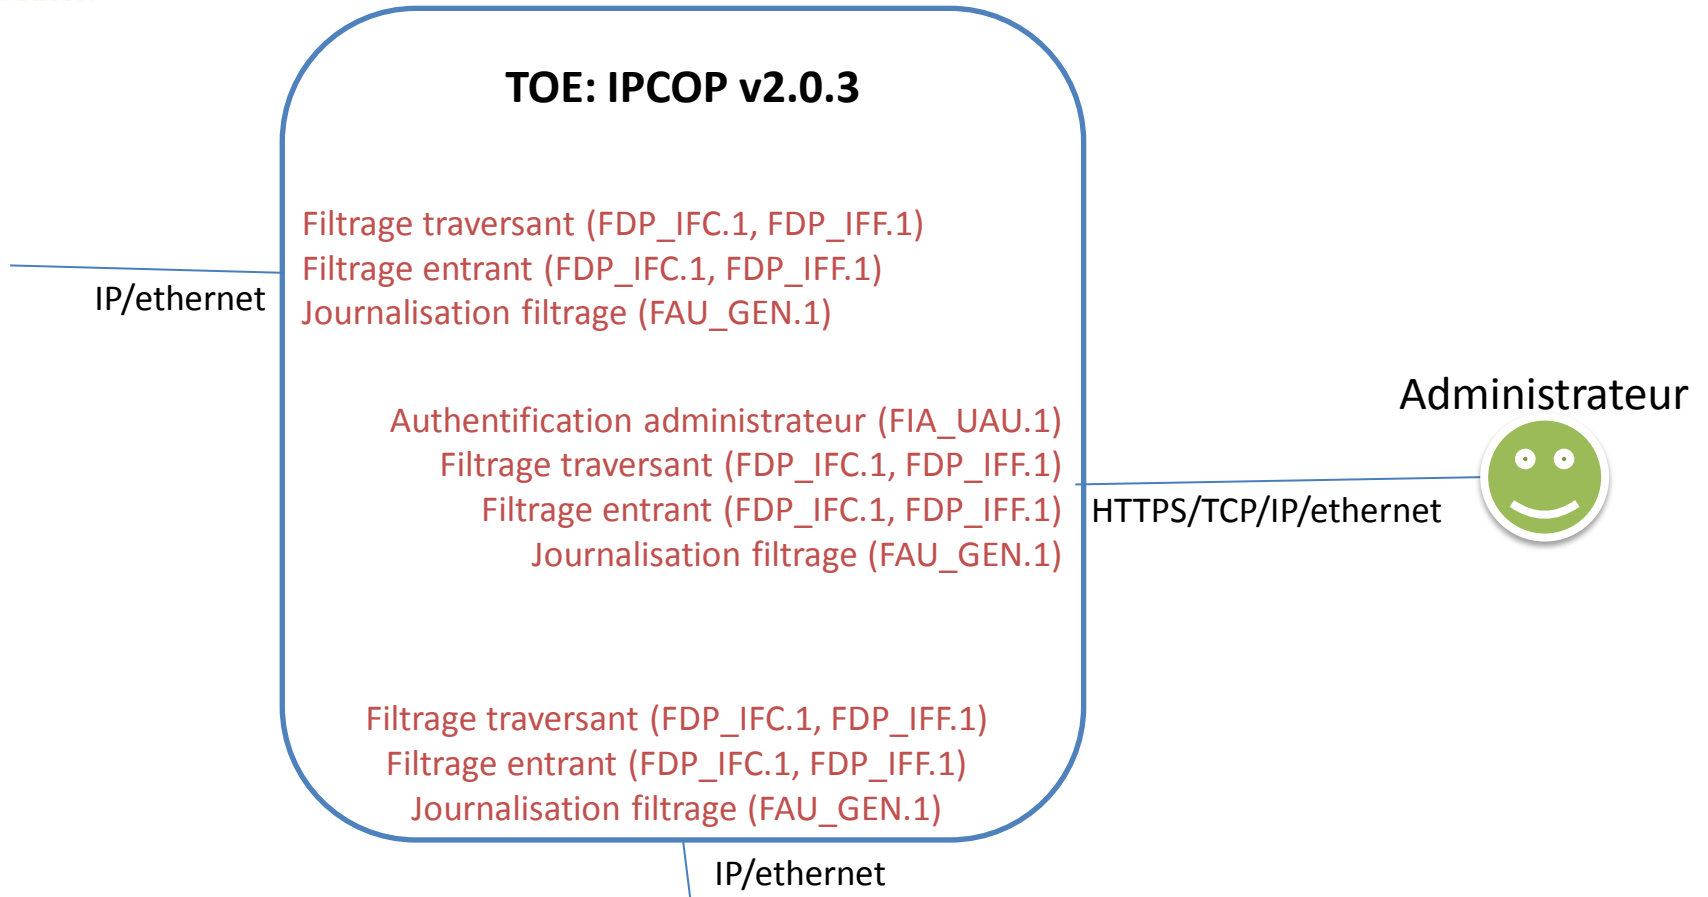 TOE: IPCOP v2.0.3
Filtrage traversant (FDP_IFC.1, FDP_IFF.1)
Filtrage entrant (FDP_IFC.1, FDP_IFF.1)
Journalisation filtrage (FAU_GEN.1)
IP/ethernet
Administrateur
Authentification administrateur (FIA_UAU.1)
Filtrage traversant (FDP_IFC.1, FDP_IFF.1)
Filtrage entrant (FDP_IFC.1, FDP_IFF.1)
Journalisation filtrage (FAU_GEN.1)
HTTPS/TCP/IP/ethernet
Filtrage traversant (FDP_IFC.1, FDP_IFF.1)
Filtrage entrant (FDP_IFC.1, FDP_IFF.1)
Journalisation filtrage (FAU_GEN.1)
IP/ethernet